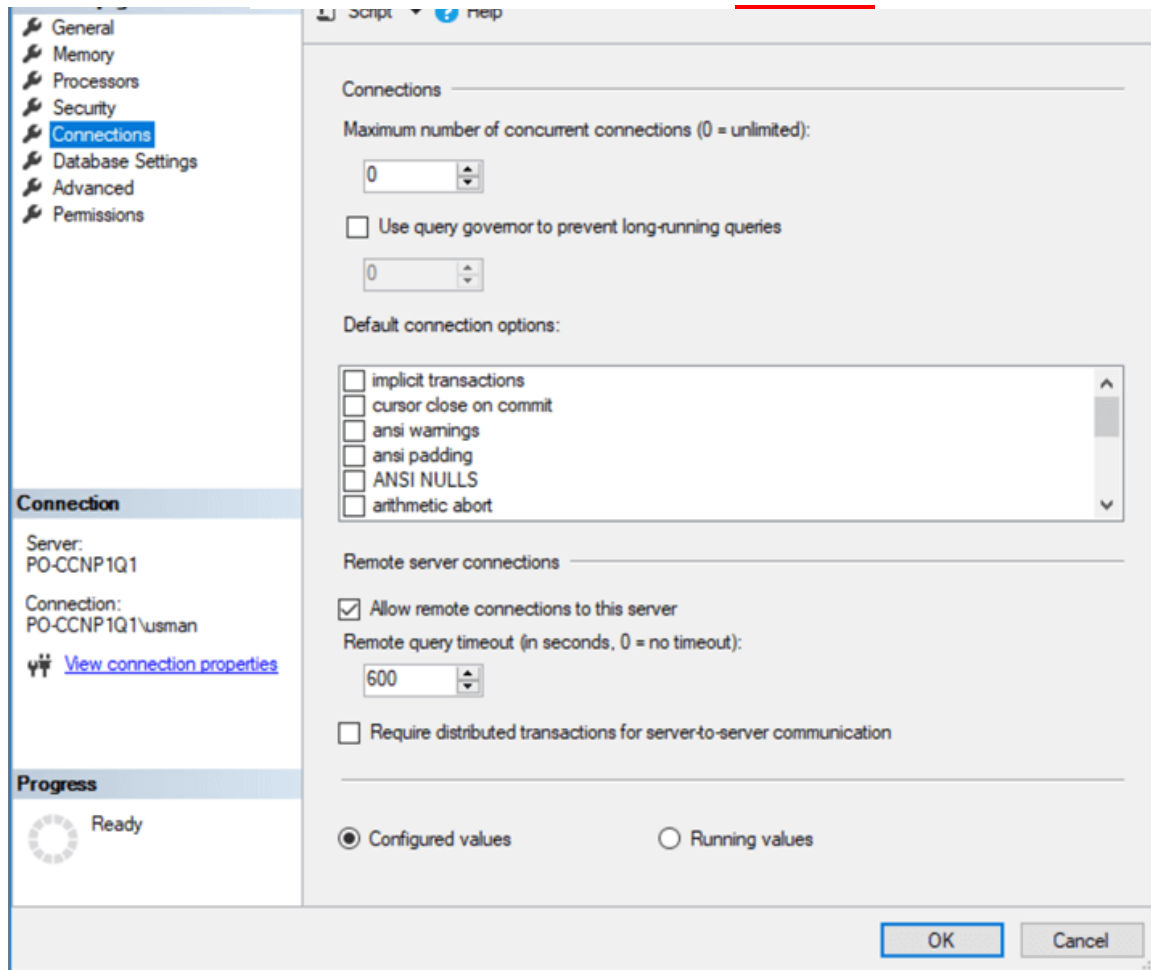 Script Help
General
Memory
Processors
Security
Connections
Database Settings
Advanced
Permissions
Connection
Server:
PO-CCNP1Q1
Connection:
PO-CCNP1Q1\usman
View connection properties
Progress
Ready
Connections
Maximum number of concurrent connections (0 = unlimited):
0
Use query governor to prevent long-running queries
0
Default connection options:
implicit transactions
cursor close on commit
ansi warnings
ansi padding
ANSI NULLS
arithmetic abort
Remote server connections
Allow remote connections to this server
Remote query timeout (in seconds, 0 = no timeout):
600
Require distributed transactions for server-to-server communication
Configured values Running values
OK Cancel